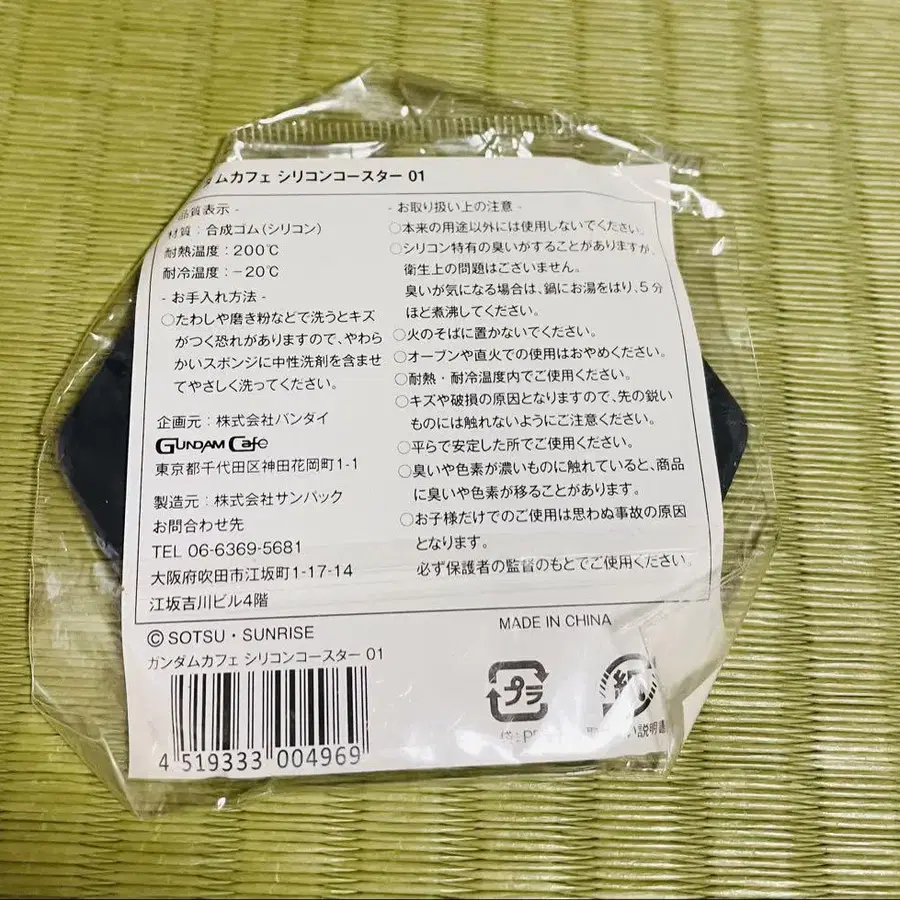 ダムカフェ シリコンコースター 01
品質表示 -
材質 : 合成ゴム(シリコン)
耐熱温度 : 200℃
耐冷温度 : -20℃
- お手入れ方法 -
○たわしや磨き粉などで洗うとキズ
がつく恐れがありますので、やわら
かいスポンジに中性洗剤を含ませ
てやさしく洗ってください。
企画元 : 株式会社バンダイ
GUNDAM Cafe
東京都千代田区神田花岡町1-1
製造元 : 株式会社サンパック
お問合わせ先
TEL 06-6369-5681
大阪府吹田市江坂町1-17-14
江坂吉川ビル4階
- お取り扱い上の注意 -
○本来の用途以外には使用しないでください。
○シリコン特有の臭いがすることがありますが、
衛生上の問題はございません。
臭いが気になる場合は、鍋にお湯をはり、5分
ほど煮沸してください。
○火のそばに置かないでください。
○オーブンや直火での使用はおやめください。
○耐熱・耐冷温度内でご使用ください。
○キズや破損の原因となりますので、先の鋭い
ものには触れないようにご注意ください。
○平らで安定した所でご使用ください。
○臭いや色素が濃いものに触れていると、商品
に臭いや色素が移ることがあります。
○お子様だけでのご使用は思わぬ事故の原因
となります。
必ず保護者の監督のもとでご使用ください。
© SOTSU・SUNRISE
MADE IN CHINA
ガンダムカフェ シリコンコースター 01
4 519333 004969
プラ
紙
袋:PP
説明書